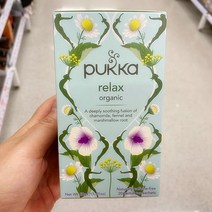 pukka
relax
organic
A deeply soothing fusion of
chamomile, fennel and
marshmallow root